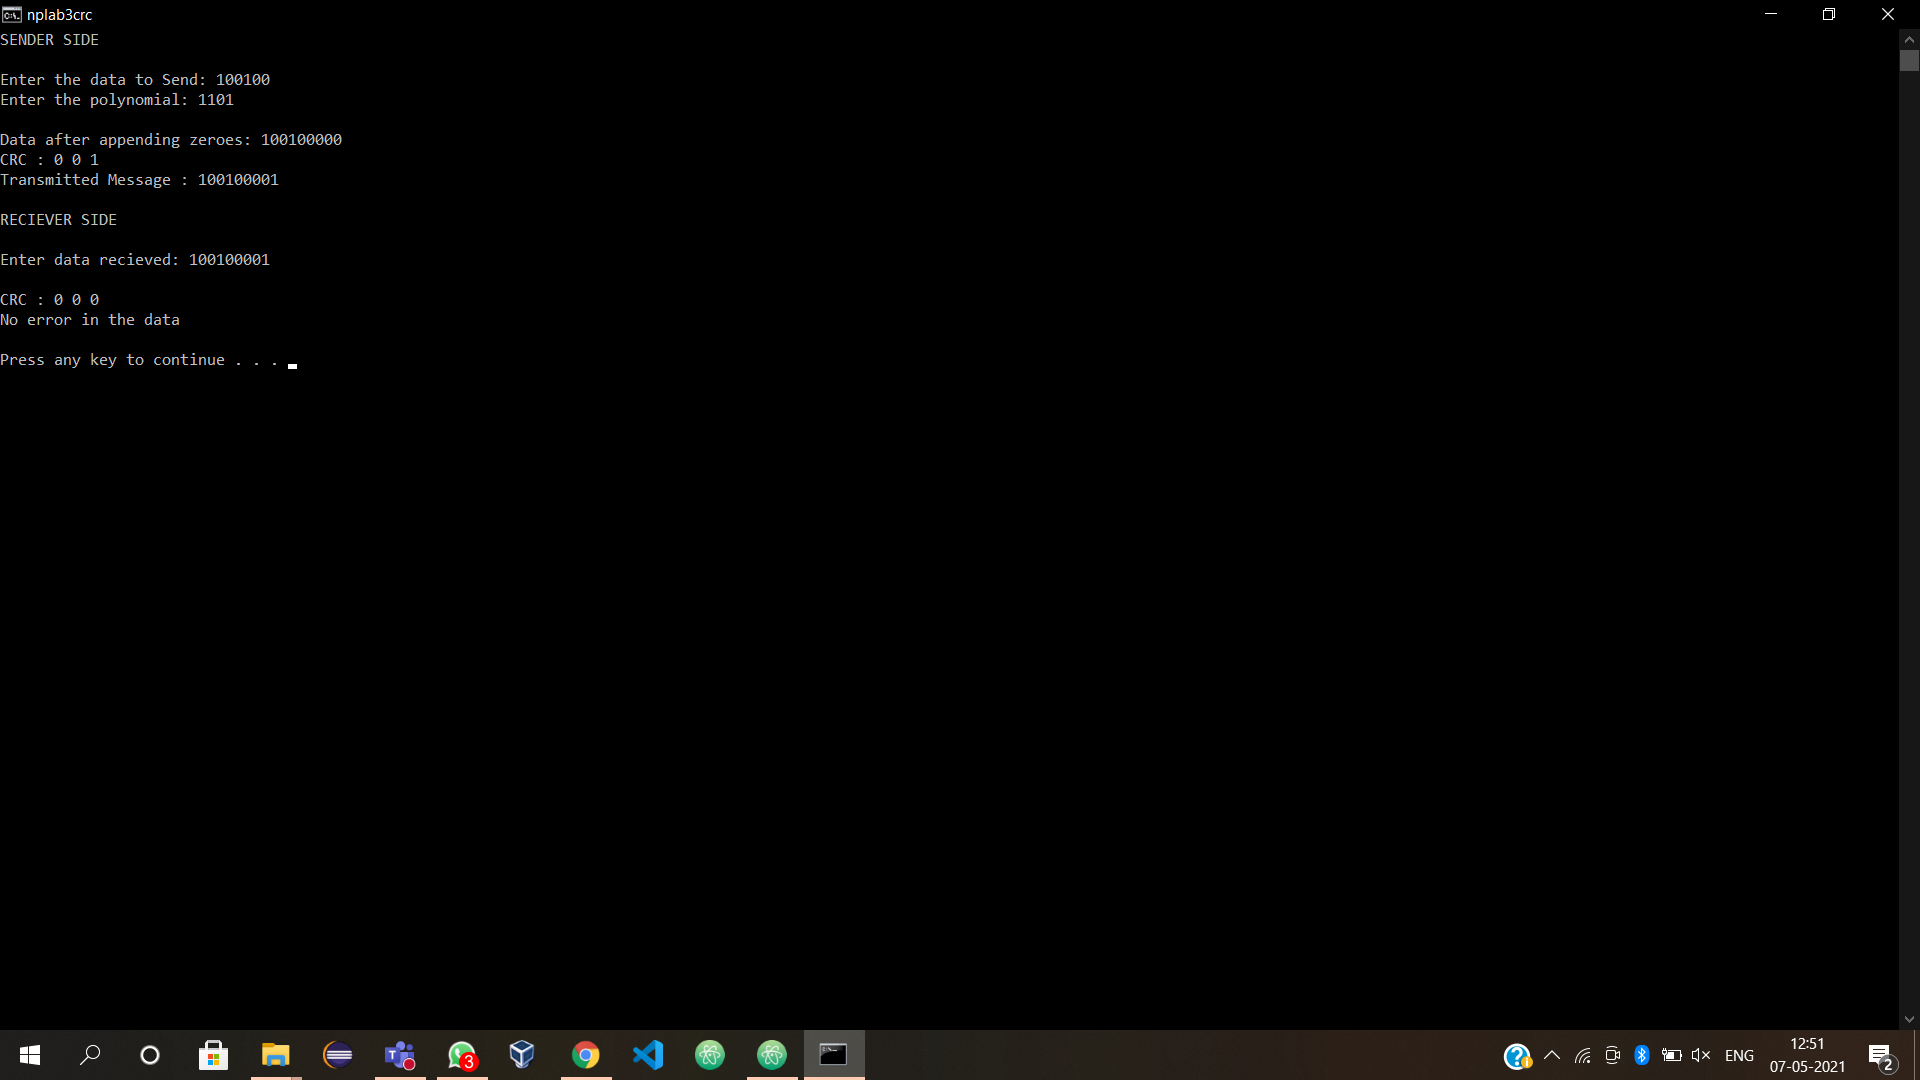 nplab3crc
SENDER SIDE
Enter the data to Send: 100100
Enter the polynomial: 1101
Data after appending zeroes: 100100000
CRC : 0 0 1
Transmitted Message : 100100001
RECIEVER SIDE
Enter data recieved: 100100001
CRC : 0 0 0
No error in the data
Press any key to continue . . .
3
ENG
12:51
07-05-2021
2